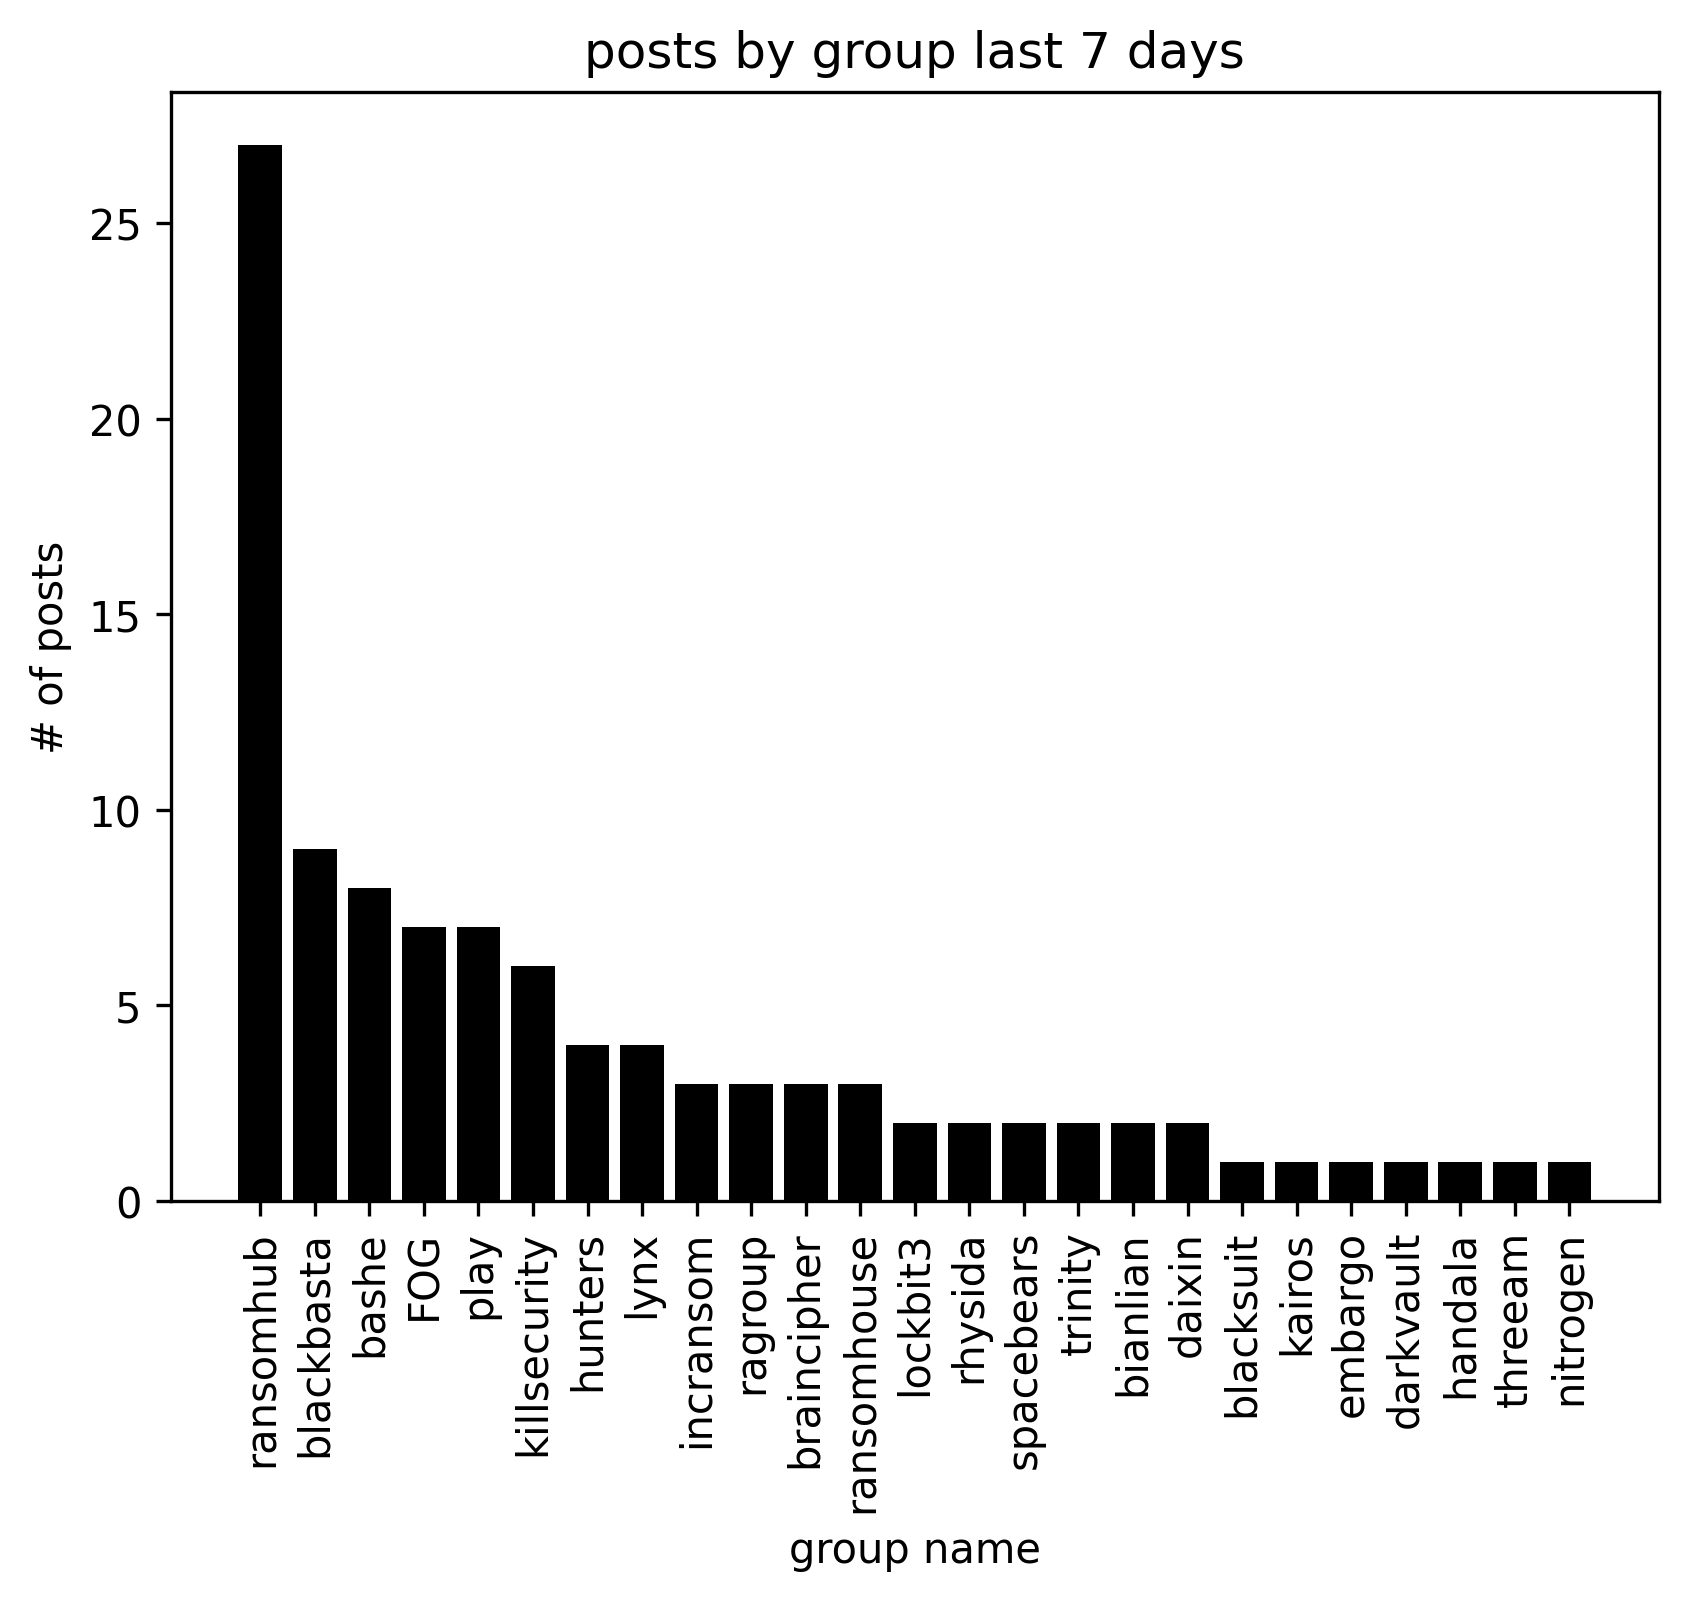 posts by group last 7 days
# of posts
25
20
15
10
5
0
ransomhub
blackbasta
bashe
FOG
play
killsecurity
hunters
lynx
incransom
ragroup
braincipher
ransomhouse
lockbit3
rhysida
spacebears
trinity
bianlian
daixin
blacksuit
kairos
embargo
darkvault
handala
threeam
nitrogen
group name